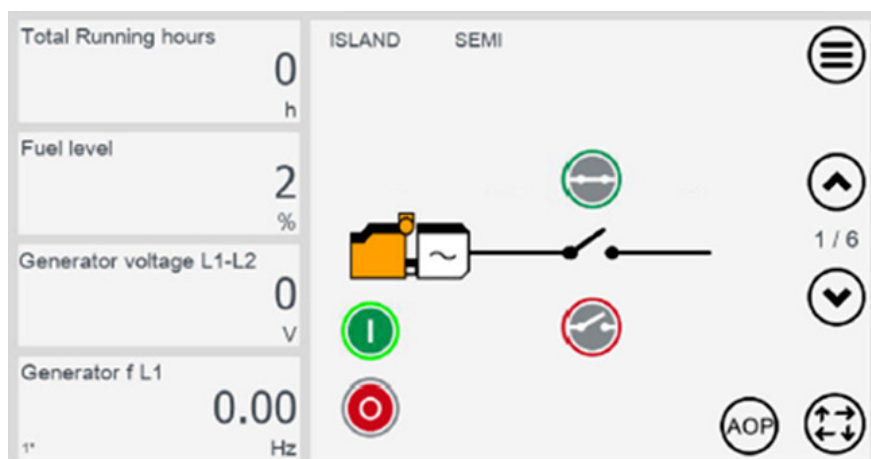 Total Running hours
0
h
Fuel level
2
%
Generator voltage L1-L2
0
V
Generator f L1
0.00
1*
Hz
ISLAND SEMI
1 / 6
I
O
AOP